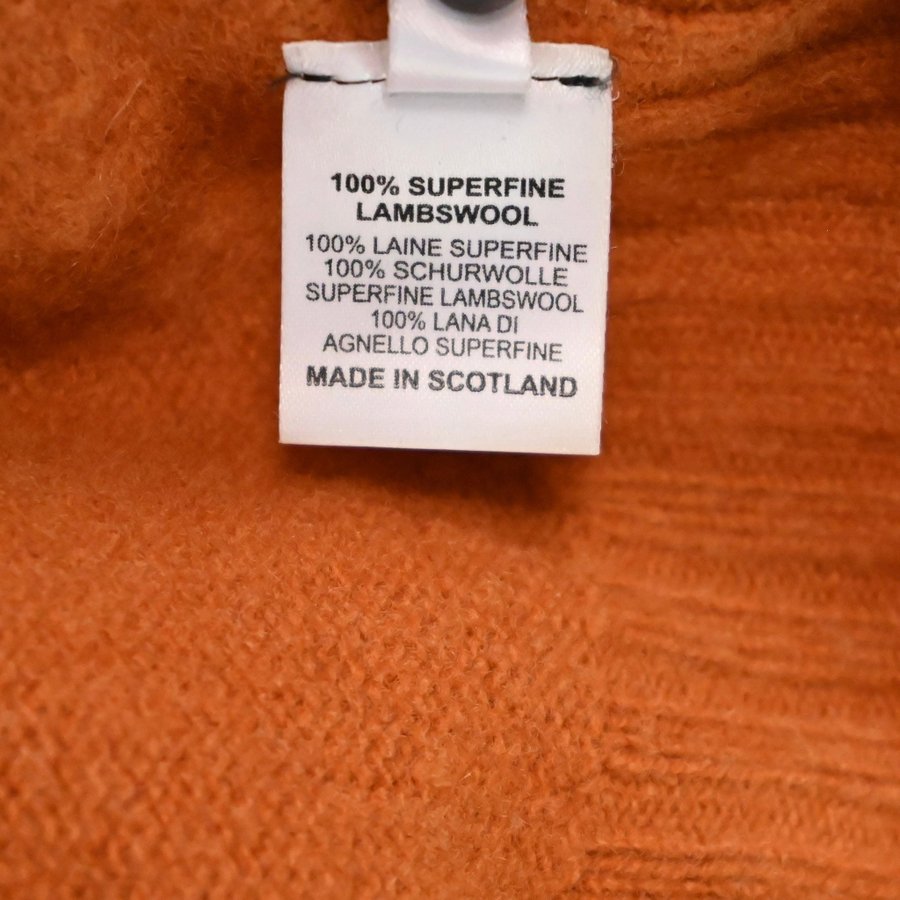 100% SUPERFINE
LAMBSWOOL
100% LAINE SUPERFINE
100% SCHURWOLLE
SUPERFINE LAMBSWOOL
100% LANA DI
AGNELLO SUPERFINE
MADE IN SCOTLAND